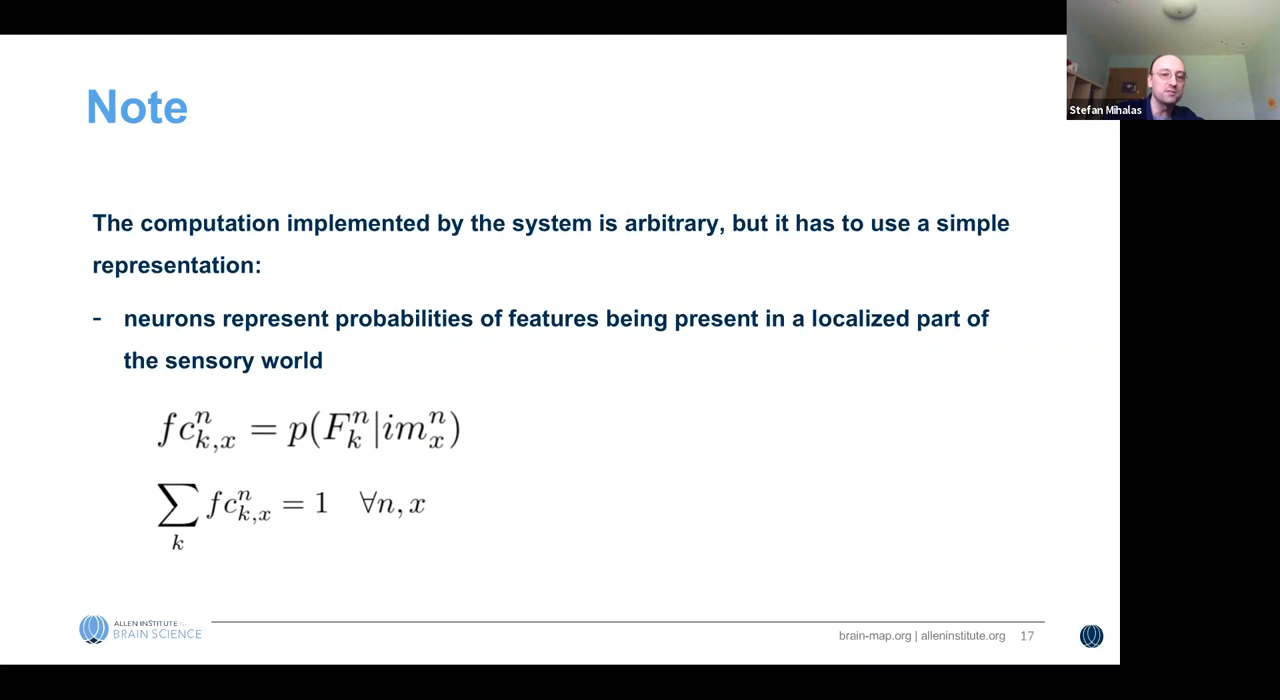 Note
Stefan Mihalas
The computation implemented by the system is arbitrary, but it has to use a simple
representation:
- neurons represent probabilities of features being present in a localized part of
the sensory world
fc^n_{k,x} = p(F^n_k|im^n_x)
∑_k fc^n_{k,x} = 1 ∀n, x
ALLEN INSTITUTE for
BRAIN SCIENCE
brain-map.org | alleninstitute.org 17